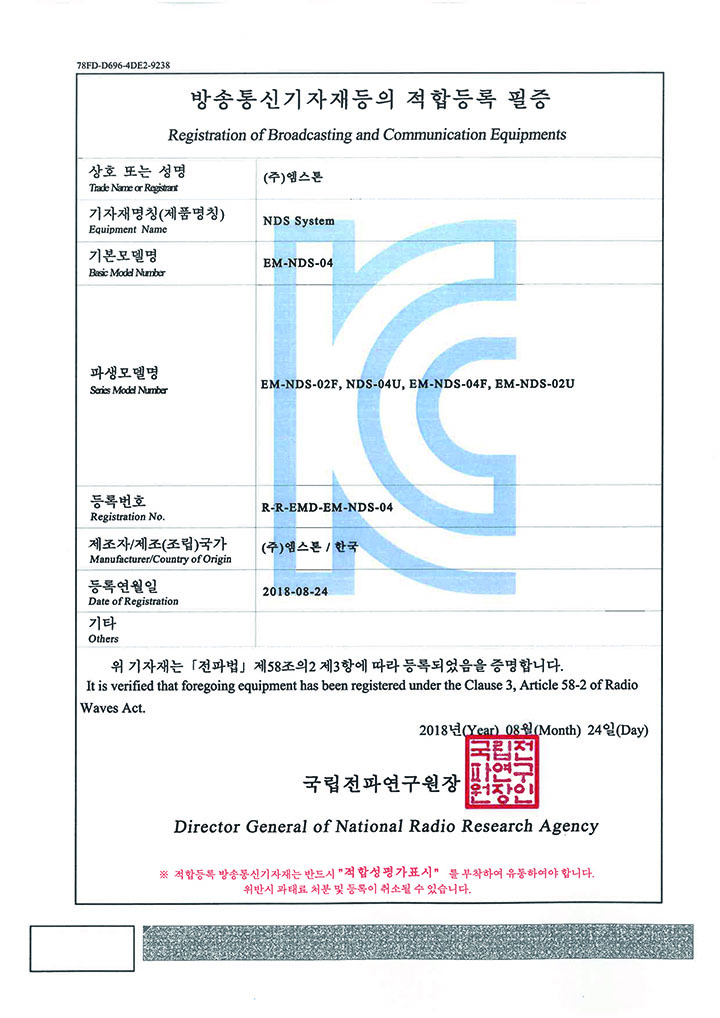 78FD-D696-4DE2-9238
방송통신기자재등의 적합등록 필증
Registration of Broadcasting and Communication Equipments
상호 또는 성명
Trade Name or Registrant
(주)엠스톤
기자재명칭(제품명칭)
Equipment Name
NDS System
기본모델명
Basic Model Number
EM-NDS-04
파생모델명
Series Model Number
EM-NDS-02F, NDS-04U, EM-NDS-04F, EM-NDS-02U
등록번호
Registration No.
R-R-EMD-EM-NDS-04
제조자/제조(조립)국가
Manufacturer/Country of Origin
(주)엠스톤 / 한국
등록연월일
Date of Registration
2018-08-24
기타
Others
위 기자재는「전파법」제58조의2 제3항에 따라 등록되었음을 증명합니다.
It is verified that foregoing equipment has been registered under the Clause 3, Article 58-2 of Radio
Waves Act.
2018년(Year) 08월(Month) 24일(Day)
국립전파연구원장
국립전
파연구
원장인
Director General of National Radio Research Agency
※ 적합등록 방송통신기자재는 반드시 "적합성평가표시" 를 부착하여 유통하여야 합니다.
위반시 과태료 처분 및 등록이 취소될 수 있습니다.